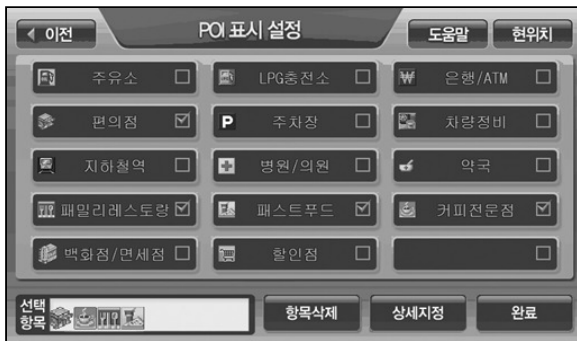 이전 POI 표시 설정 도움말 현위치
주유소 LPG충전소 은행/ATM
편의점 P 주차장 차량정비
지하철역 병원/의원 약국
패밀리레스토랑 패스트푸드 커피전문점
백화점/면세점 할인점
선택
항목 항목삭제 상세지정 완료